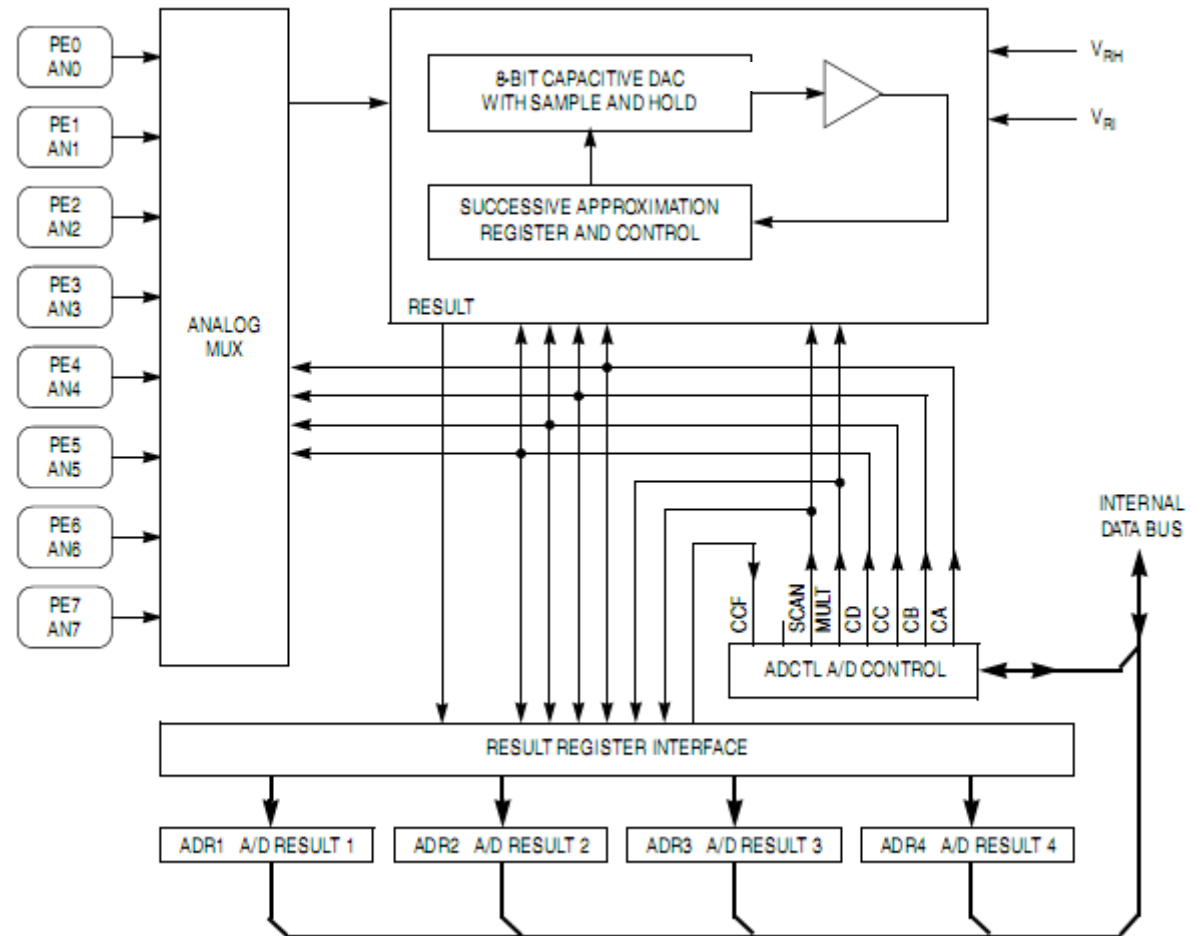 PE0
AN0
PE1
AN1
PE2
AN2
PE3
AN3
PE4
AN4
PE5
AN5
PE6
AN6
PE7
AN7
ANALOG
MUX
8-BIT CAPACITIVE DAC
WITH SAMPLE AND HOLD
SUCCESSIVE APPROXIMATION
REGISTER AND CONTROL
RESULT
VRH
VRl
INTERNAL
DATA BUS
CCF
SCAN
MULT
CD
CC
CB
CA
ADCTL A/D CONTROL
RESULT REGISTER INTERFACE
ADR1 A/D RESULT 1
ADR2 A/D RESULT 2
ADR3 A/D RESULT 3
ADR4 A/D RESULT 4